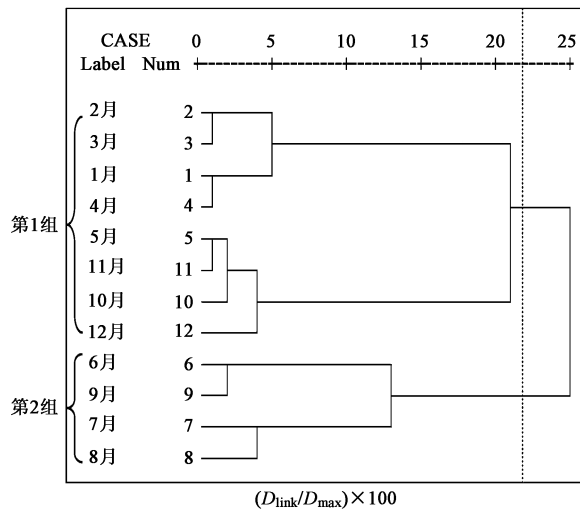 CASE 0 5 10 15 20 25
Label Num
2月 2
3月 3
1月 1
4月 4
第1组
5月 5
11月 11
10月 10
12月 12
6月 6
9月 9
第2组
7月 7
8月 8
(Dlink/Dmax)×100